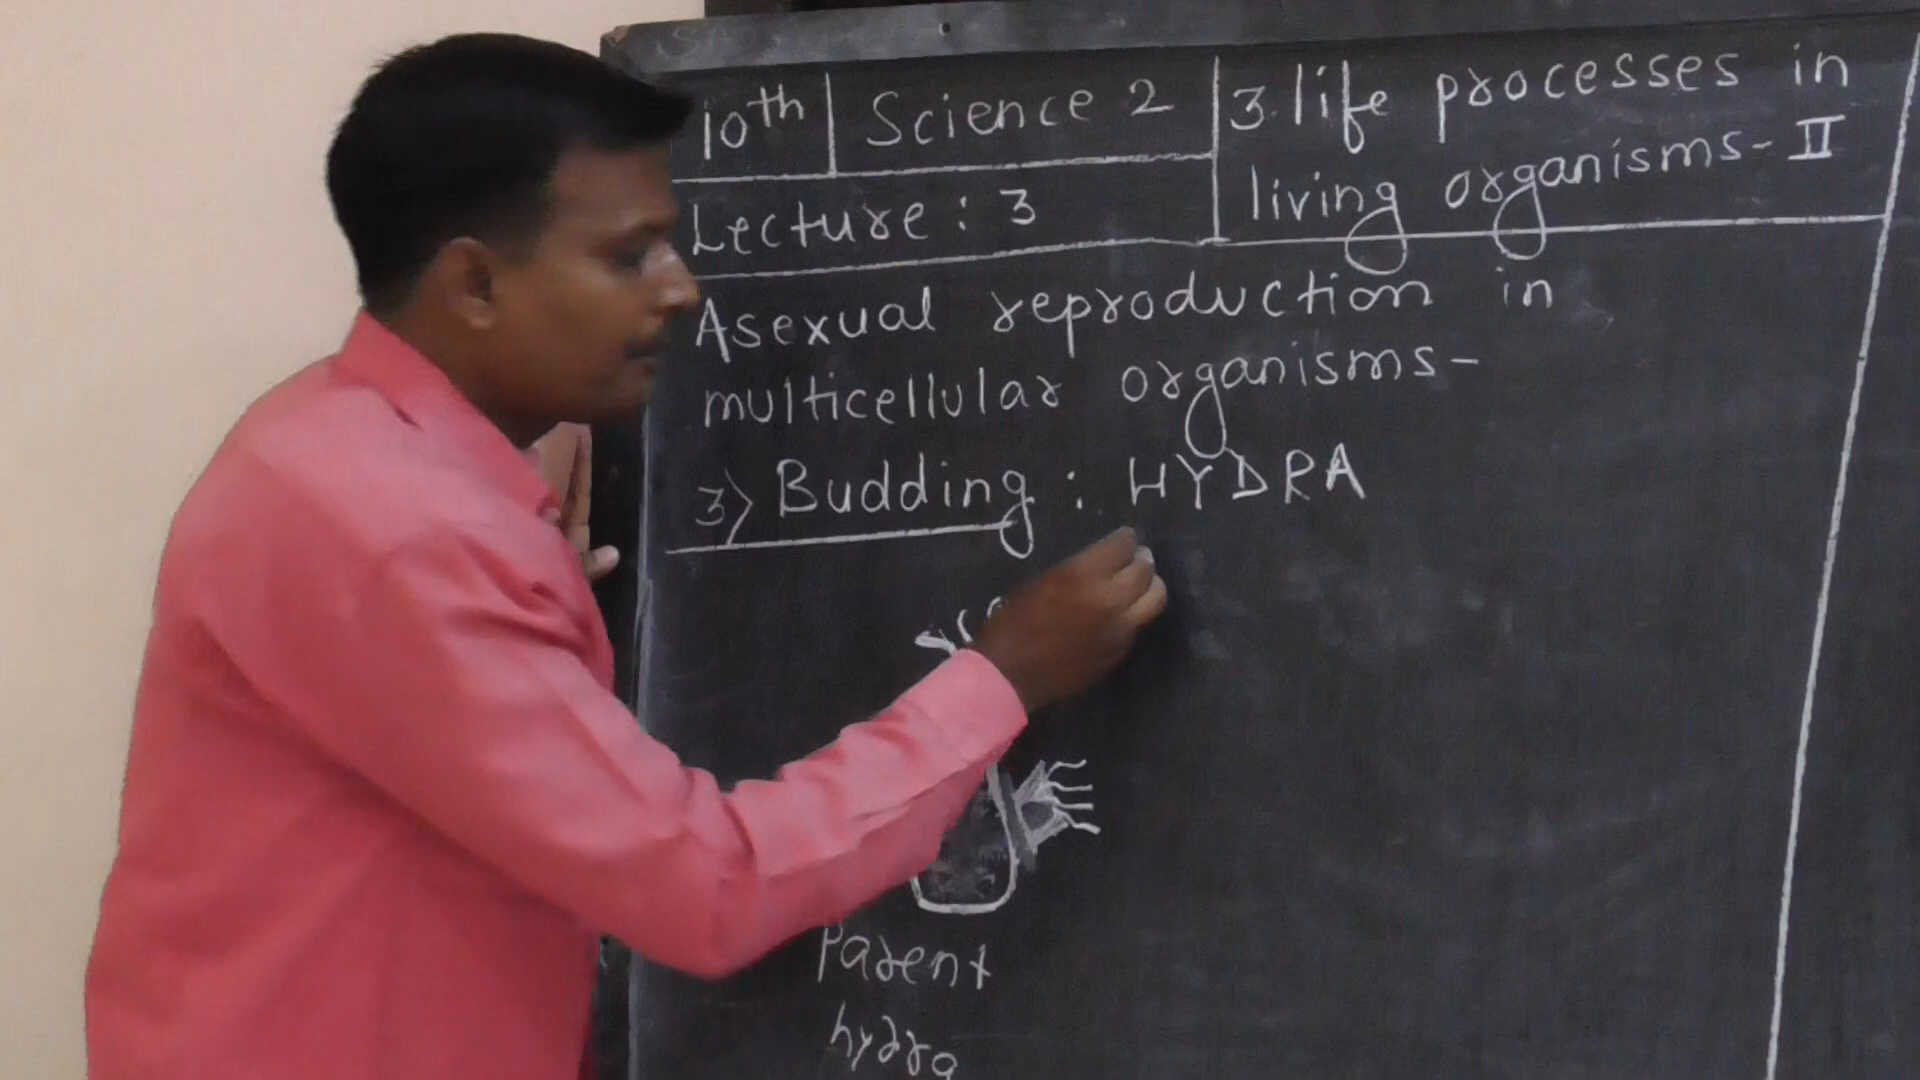 10th
Science 2
3. life processes in
living organisms - II
Lecture : 3
Asexual reproduction in
multicellular organisms -
3) Budding : HYDRA
Parent
hydra